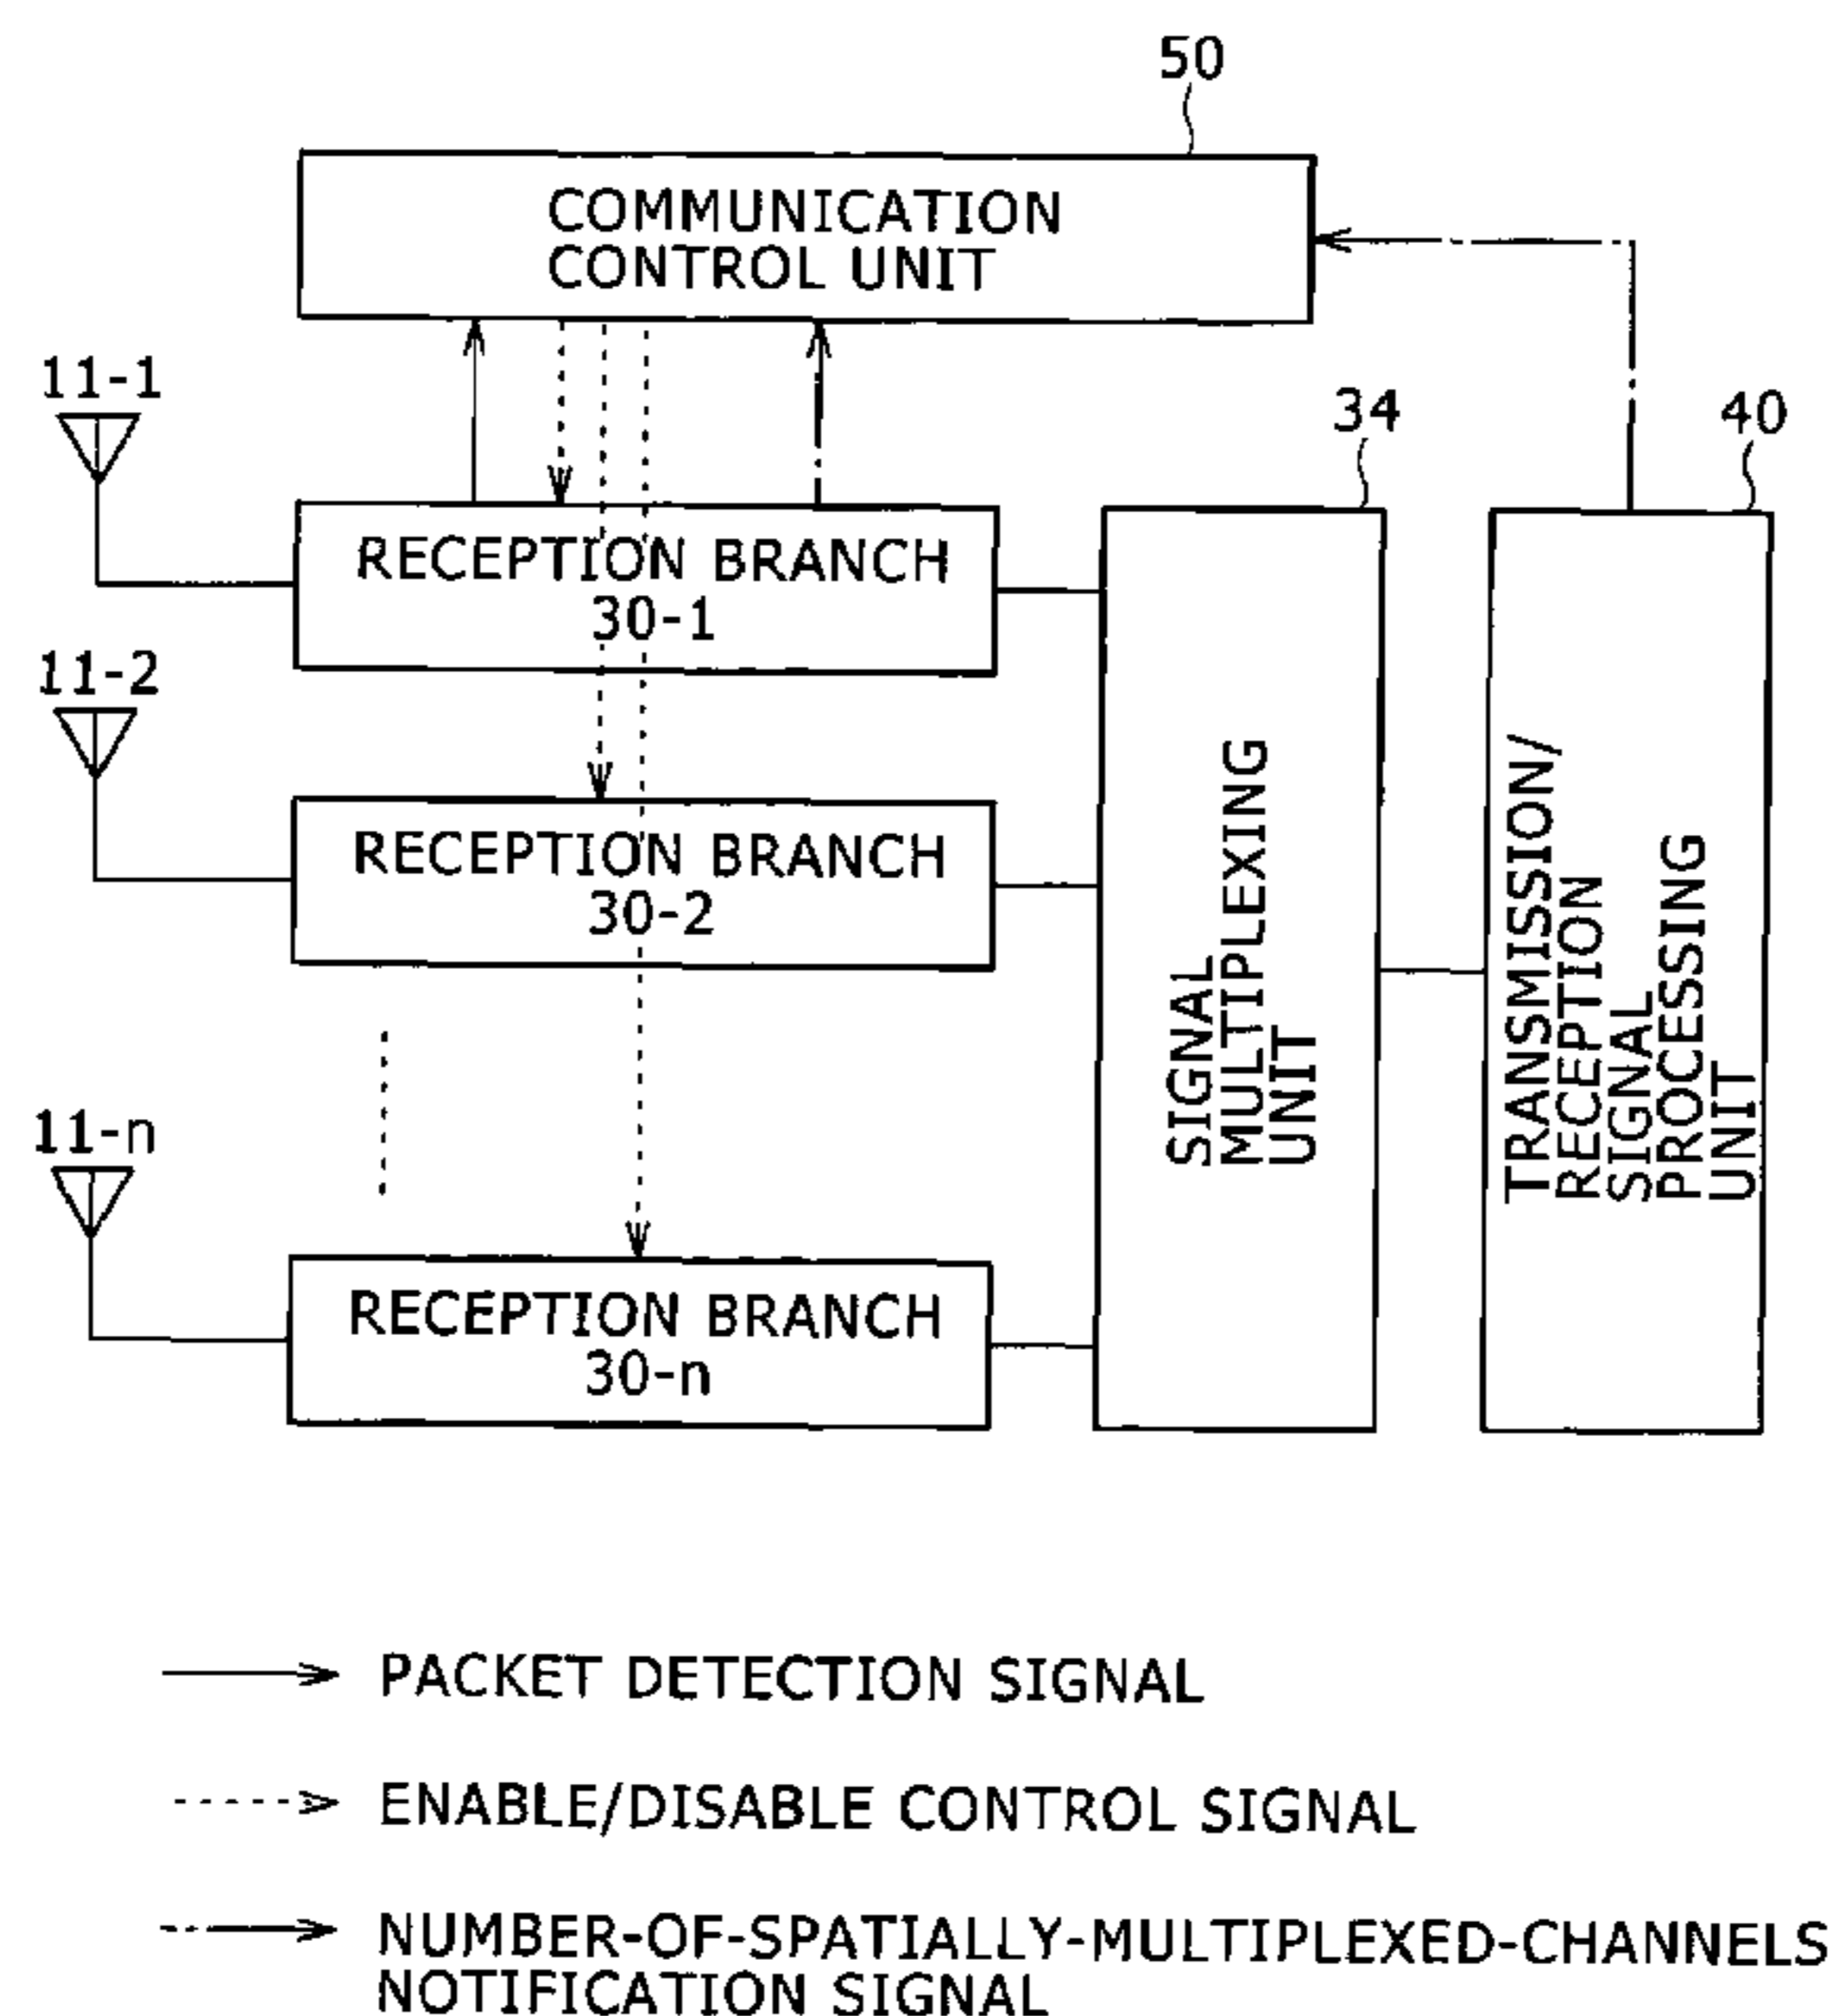 50
COMMUNICATION
CONTROL UNIT
11-1
34
40
RECEPTION BRANCH
30-1
11-2
RECEPTION BRANCH
30-2
SIGNAL
MULTIPLEXING
UNIT
TRANSMISSION/
RECEPTION
SIGNAL
PROCESSING
UNIT
11-n
RECEPTION BRANCH
30-n
PACKET DETECTION SIGNAL
ENABLE/DISABLE CONTROL SIGNAL
NUMBER-OF-SPATIALLY-MULTIPLEXED-CHANNELS
NOTIFICATION SIGNAL